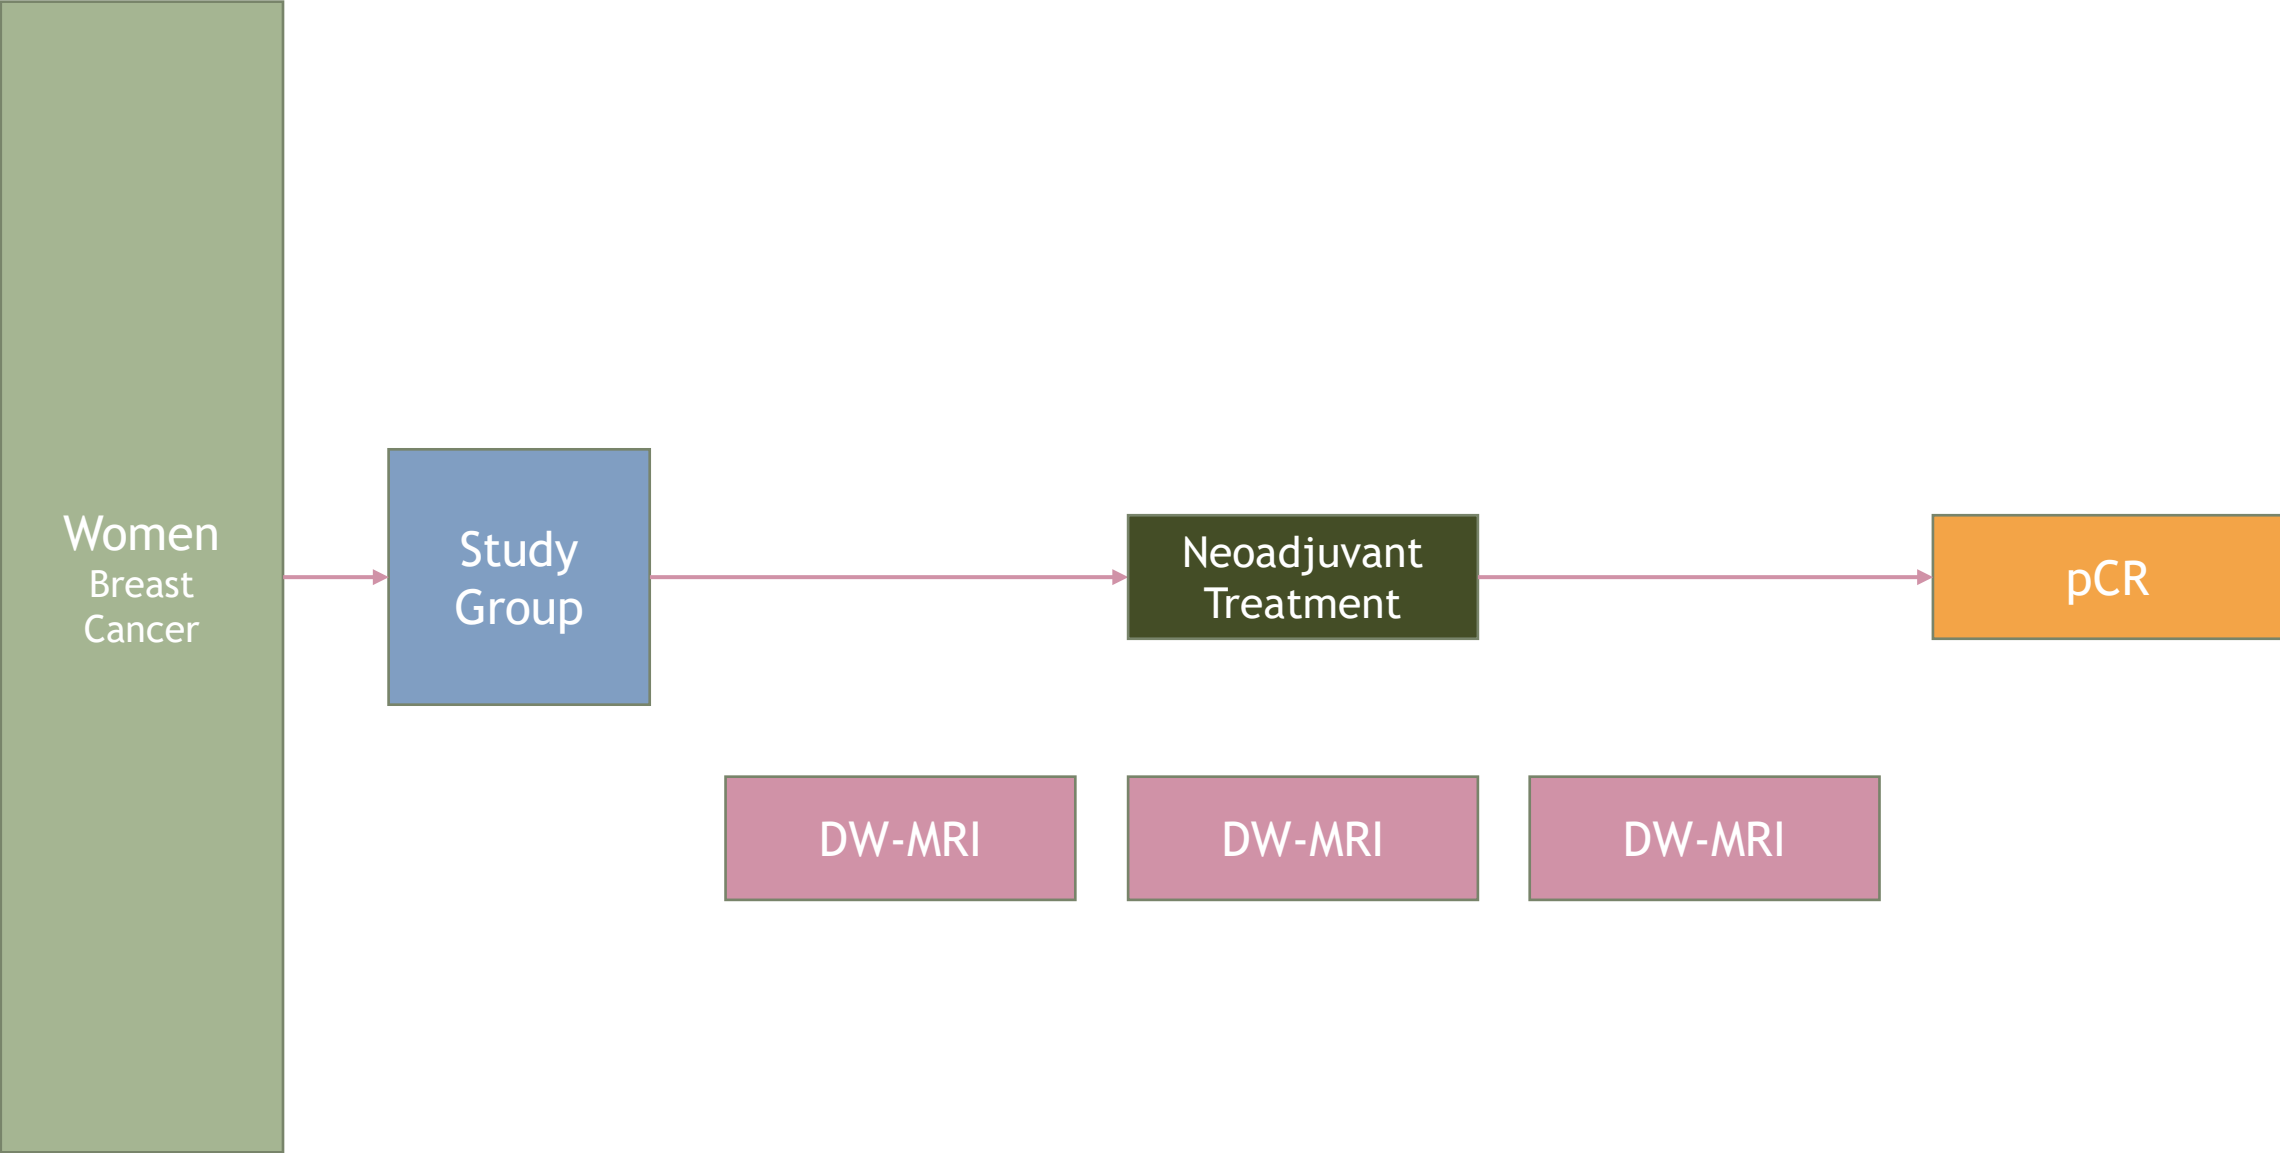 Women
Breast
Cancer
Study
Group
Neoadjuvant
Treatment
pCR
DW-MRI
DW-MRI
DW-MRI